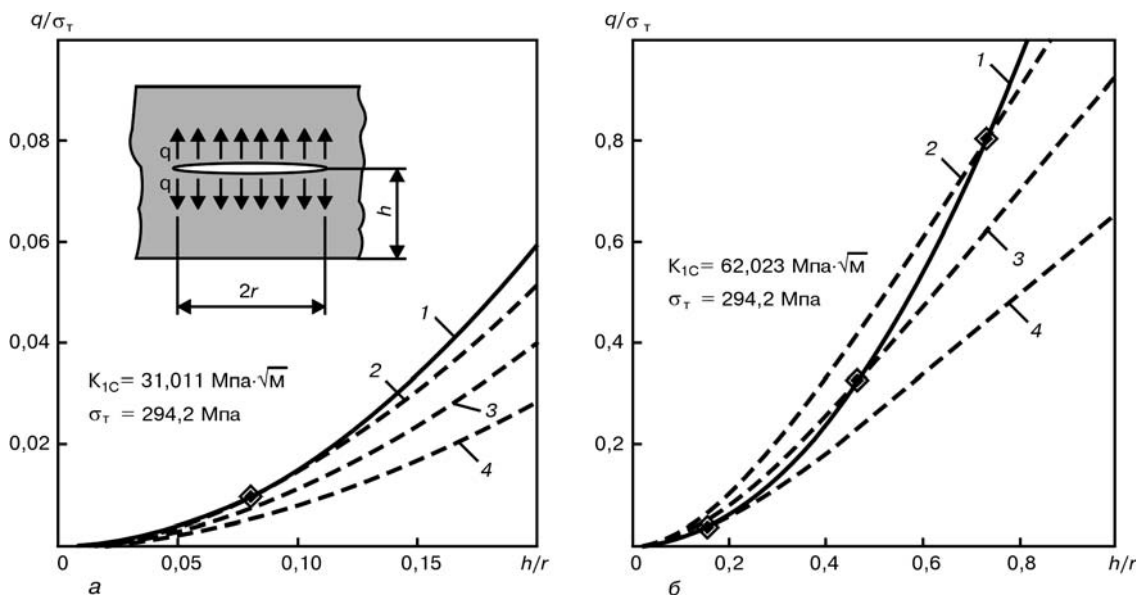 q/σт
0,08
0,06
0,04
0,02
0
0,05
0,10
0,15
h/r
а
q
q
h
2r
K1C = 31,011 Мпа·√м
σт = 294,2 Мпа
1
2
3
4
q/σт
0,8
0,6
0,4
0,2
0
0,2
0,4
0,6
0,8
h/r
б
K1C = 62,023 Мпа·√м
σт = 294,2 Мпа
1
2
3
4